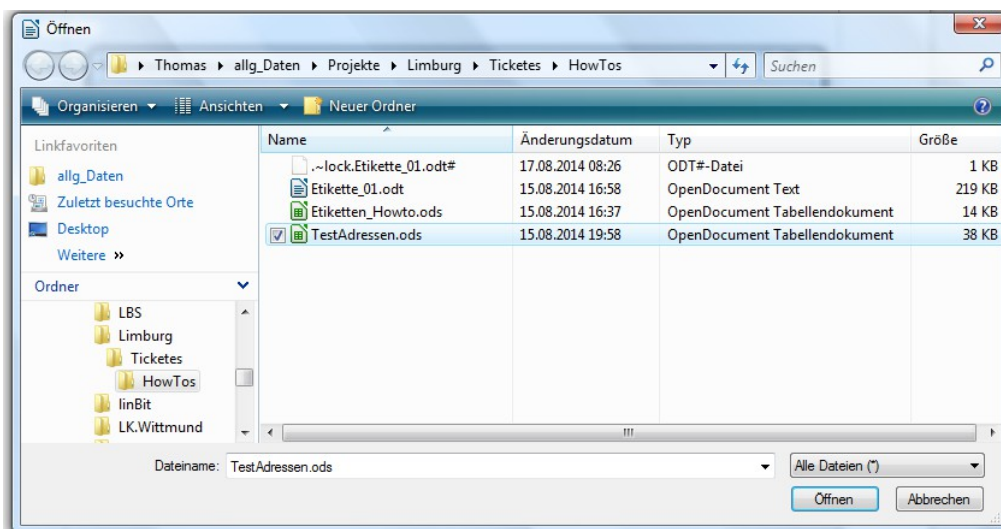 Öffnen
Thomas allg_Daten Projekte Limburg Ticketes HowTos Suchen
Organisieren Ansichten Neuer Ordner
Linkfavoriten
allg_Daten
Zuletzt besuchte Orte
Desktop
Weitere »
Ordner
LBS
Limburg
Ticketes
HowTos
linBit
LK.Wittmund
Name Änderungsdatum Typ Größe
.~lock.Etikette_01.odt# 17.08.2014 08:26 ODT#-Datei 1 KB
Etikette_01.odt 15.08.2014 16:58 OpenDocument Text 219 KB
Etiketten_Howto.ods 15.08.2014 16:37 OpenDocument Tabellendokument 14 KB
TestAdressen.ods 15.08.2014 19:58 OpenDocument Tabellendokument 38 KB
Dateiname: TestAdressen.ods Alle Dateien (*)
Öffnen Abbrechen